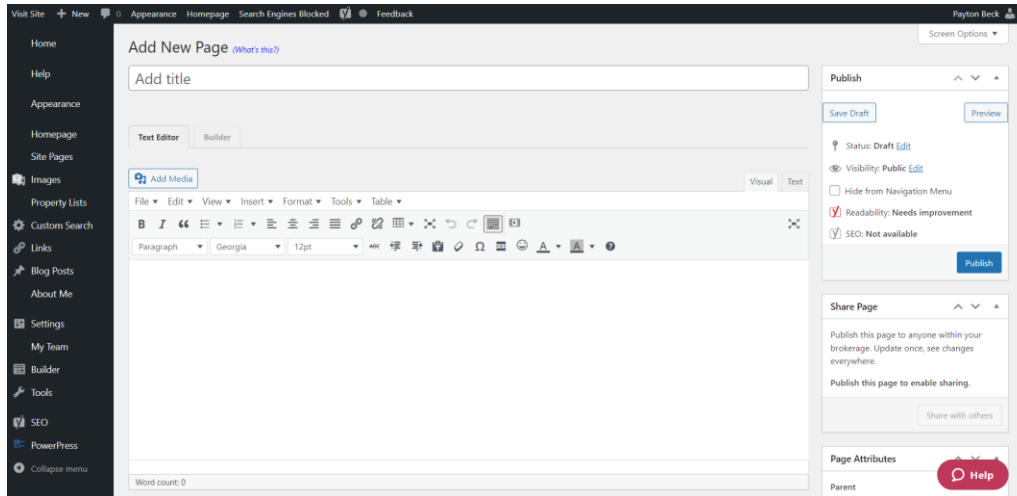 Visit Site + New 0 Appearance Homepage Search Engines Blocked Feedback Payton Beck
Screen Options ▼
Home
Help
Appearance
Homepage
Site Pages
Images
Property Lists
Custom Search
Links
Blog Posts
About Me
Settings
My Team
Builder
Tools
SEO
PowerPress
Collapse menu
Add New Page (What's this?)
Add title
Text Editor Builder
Add Media
Visual Text
File ▼ Edit ▼ View ▼ Insert ▼ Format ▼ Tools ▼ Table ▼
B I “
Paragraph ▼ Georgia ▼ 12pt ▼ ABC Ω A ▼ A ▼
Word count: 0
Publish
Save Draft Preview
Status: Draft Edit
Visibility: Public Edit
Hide from Navigation Menu
Readability: Needs improvement
SEO: Not available
Publish
Share Page
Publish this page to anyone within your
brokerage. Update once, see changes
everywhere.
Publish this page to enable sharing.
Share with others
Page Attributes
Parent
Help